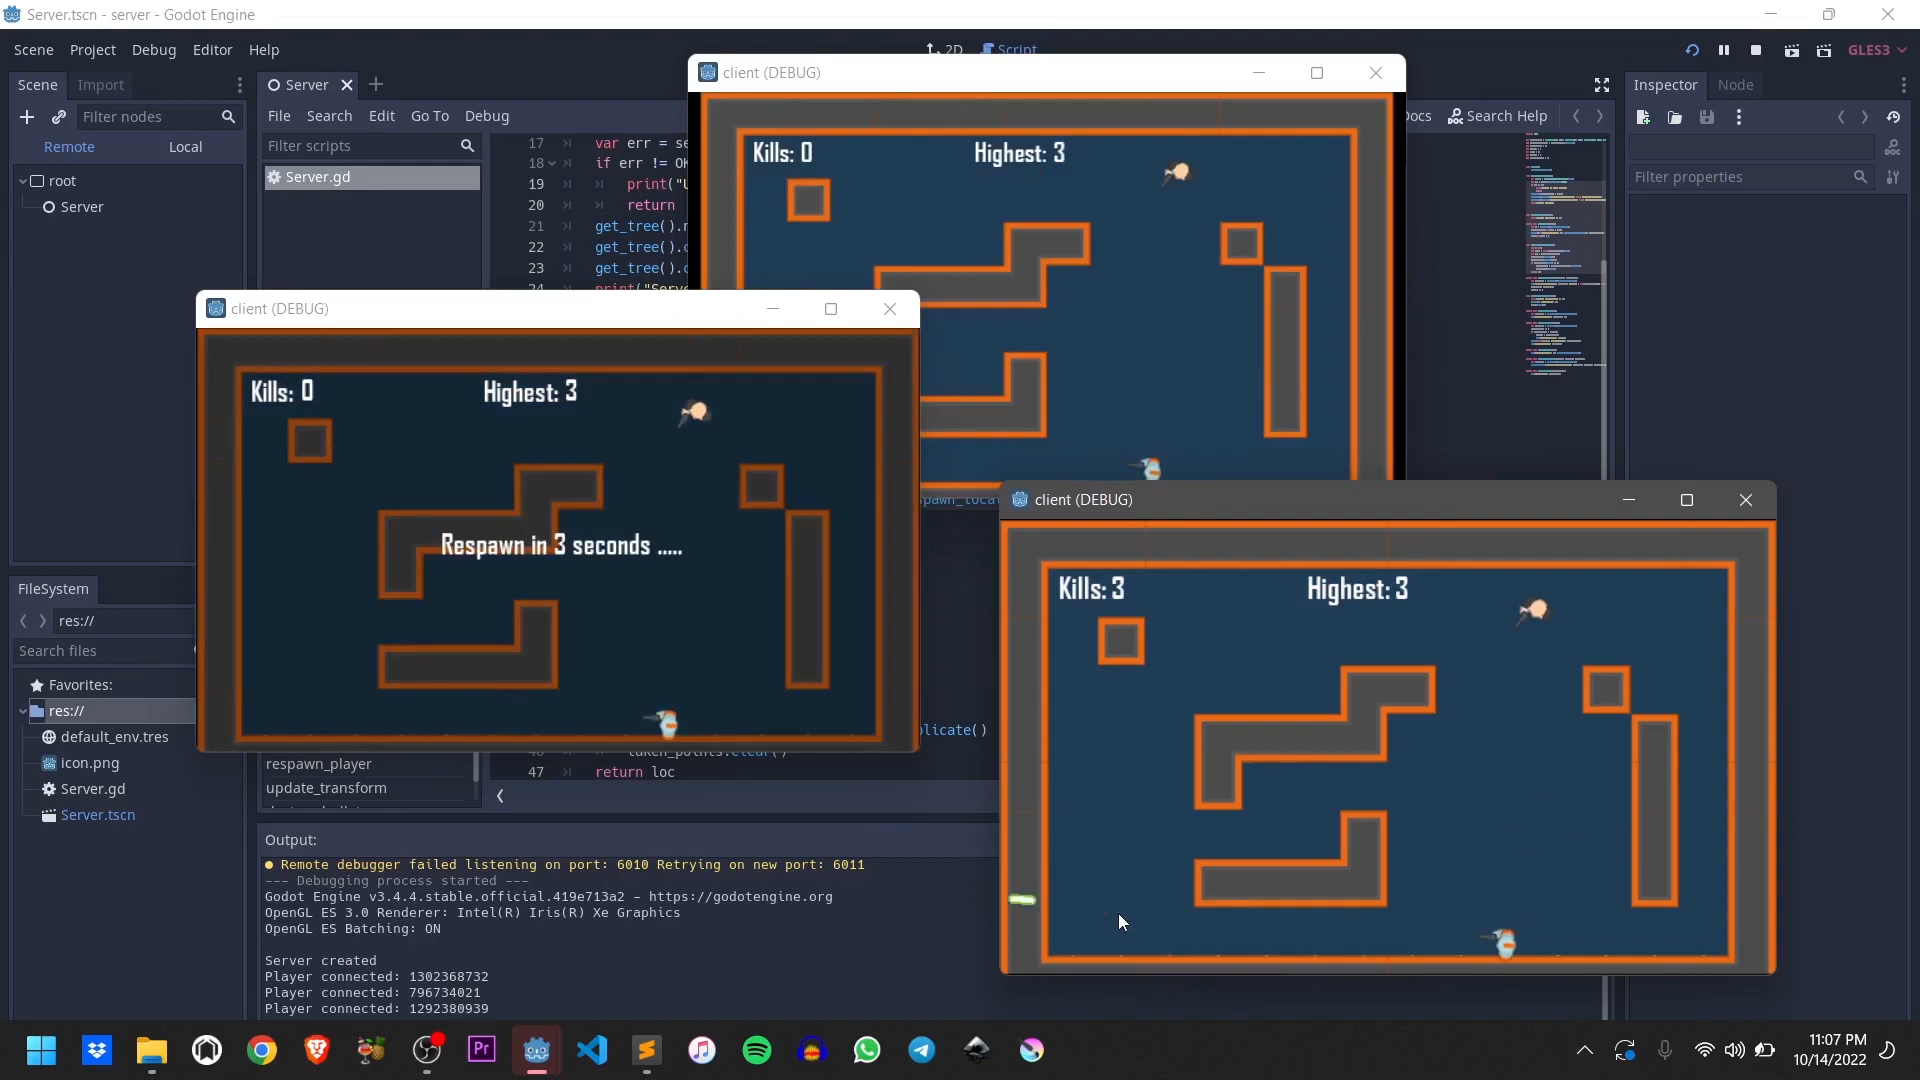 Server.tscn - server - Godot Engine
Scene Project Debug Editor Help
2D Script
GLES3
Scene Import
Server
Inspector Node
Filter nodes
File Search Edit Go To Debug
Search Help
Remote Local
Filter scripts
Filter properties
root
Server
Server.gd
17 var err =
18 if err !=
19
20 return
21 get_tree().
22 get_tree().
23 get_tree().
24
client (DEBUG)
Kills: 0 Highest: 3
client (DEBUG)
Kills: 0 Highest: 3
Respawn in 3 seconds .....
client (DEBUG)
Kills: 3 Highest: 3
FileSystem
res://
Search files
Favorites:
res://
default_env.tres
icon.png
Server.gd
Server.tscn
respawn_player
update_transform
47 return loc
Output:
Remote debugger failed listening on port: 6010 Retrying on new port: 6011
--- Debugging process started ---
Godot Engine v3.4.4.stable.official.419e713a2 - https://godotengine.org
OpenGL ES 3.0 Renderer: Intel(R) Iris(R) Xe Graphics
OpenGL ES Batching: ON
Server created
Player connected: 1302368732
Player connected: 796734021
Player connected: 1292380939
Pr
11:07 PM
10/14/2022